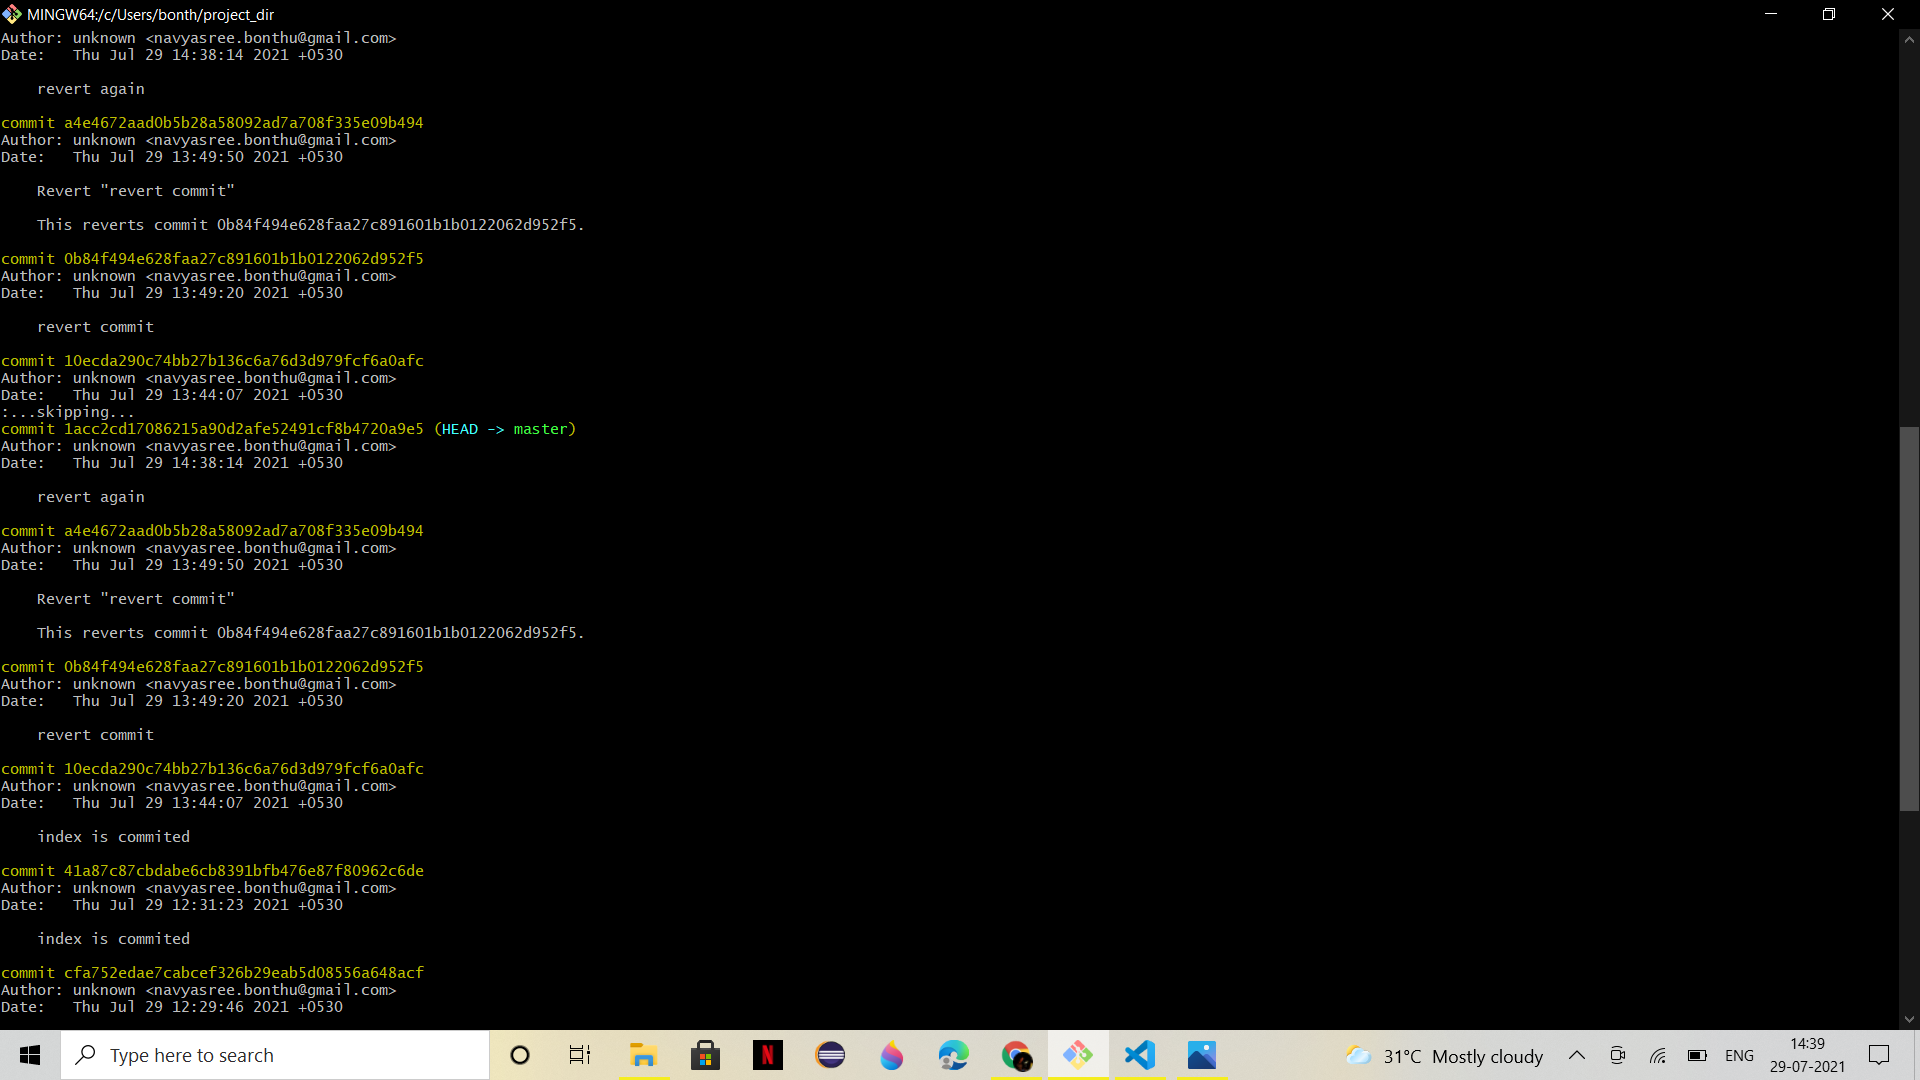 MINGW64:/c/Users/bonth/project_dir
Author: unknown <navyasree.bonthu@gmail.com>
Date:   Thu Jul 29 14:38:14 2021 +0530
    revert again
commit a4e4672aad0b5b28a58092ad7a708f335e09b494
Author: unknown <navyasree.bonthu@gmail.com>
Date:   Thu Jul 29 13:49:50 2021 +0530
    Revert "revert commit"
    This reverts commit 0b84f494e628faa27c891601b1b0122062d952f5.
commit 0b84f494e628faa27c891601b1b0122062d952f5
Author: unknown <navyasree.bonthu@gmail.com>
Date:   Thu Jul 29 13:49:20 2021 +0530
    revert commit
commit 10ecda290c74bb27b136c6a76d3d979fcf6a0afc
Author: unknown <navyasree.bonthu@gmail.com>
Date:   Thu Jul 29 13:44:07 2021 +0530
:...skipping...
commit 1acc2cd17086215a90d2afe52491cf8b4720a9e5 (HEAD -> master)
Author: unknown <navyasree.bonthu@gmail.com>
Date:   Thu Jul 29 14:38:14 2021 +0530
    revert again
commit a4e4672aad0b5b28a58092ad7a708f335e09b494
Author: unknown <navyasree.bonthu@gmail.com>
Date:   Thu Jul 29 13:49:50 2021 +0530
    Revert "revert commit"
    This reverts commit 0b84f494e628faa27c891601b1b0122062d952f5.
commit 0b84f494e628faa27c891601b1b0122062d952f5
Author: unknown <navyasree.bonthu@gmail.com>
Date:   Thu Jul 29 13:49:20 2021 +0530
    revert commit
commit 10ecda290c74bb27b136c6a76d3d979fcf6a0afc
Author: unknown <navyasree.bonthu@gmail.com>
Date:   Thu Jul 29 13:44:07 2021 +0530
    index is commited
commit 41a87c87cbdabe6cb8391bfb476e87f80962c6de
Author: unknown <navyasree.bonthu@gmail.com>
Date:   Thu Jul 29 12:31:23 2021 +0530
    index is commited
commit cfa752edae7cabcef326b29eab5d08556a648acf
Author: unknown <navyasree.bonthu@gmail.com>
Date:   Thu Jul 29 12:29:46 2021 +0530
Type here to search
N
31°C Mostly cloudy
ENG
14:39
29-07-2021